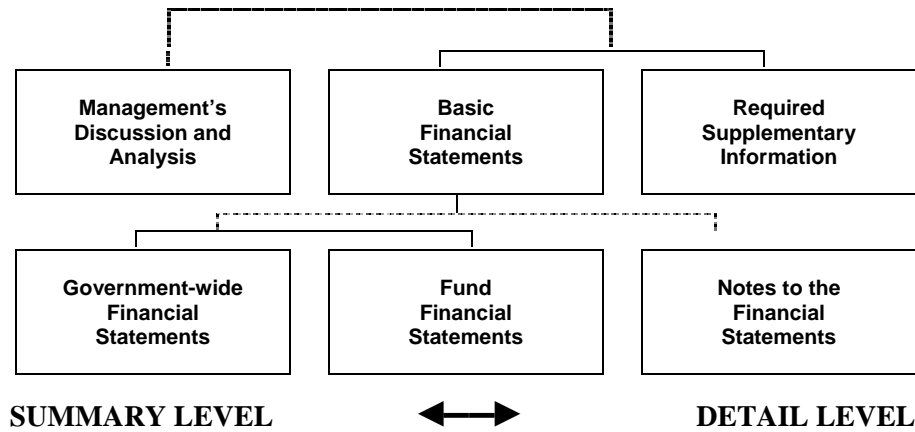 Management’s
Discussion and
Analysis
Basic
Financial
Statements
Required
Supplementary
Information
Government-wide
Financial
Statements
Fund
Financial
Statements
Notes to the
Financial
Statements
SUMMARY LEVEL
DETAIL LEVEL